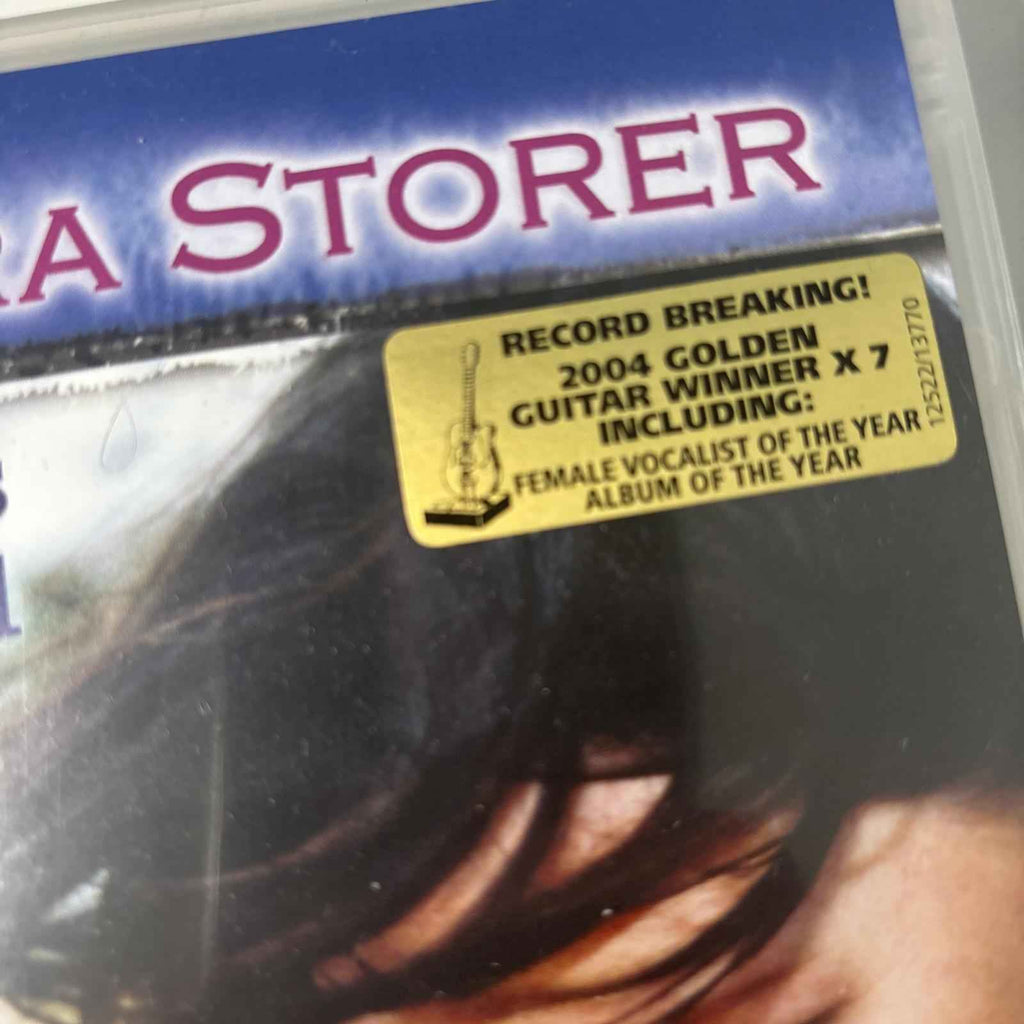 RA STORER
RECORD BREAKING!
2004 GOLDEN
GUITAR WINNER X 7
INCLUDING:
FEMALE VOCALIST OF THE YEAR
ALBUM OF THE YEAR
12522/13770